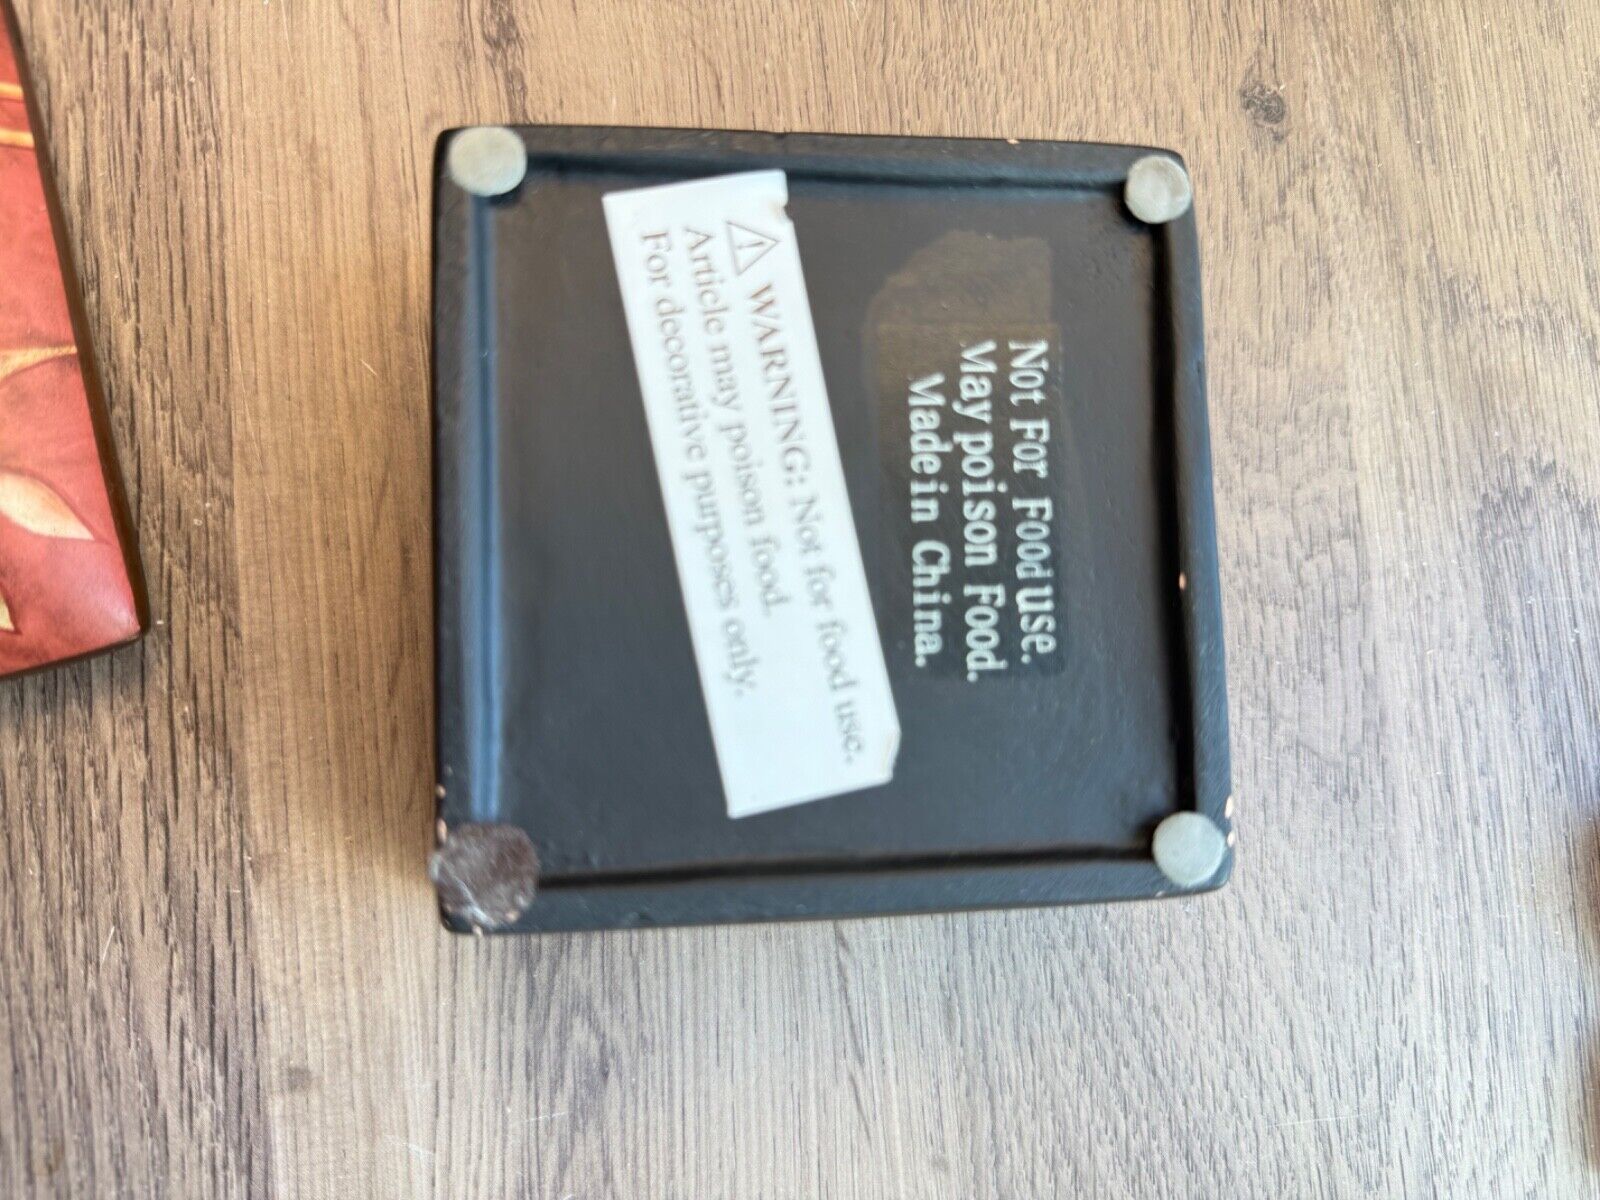 Not For Food use.
May poison Food.
Made in China.
WARNING: Not for food use.
Article may poison food.
For decorative purposes only.